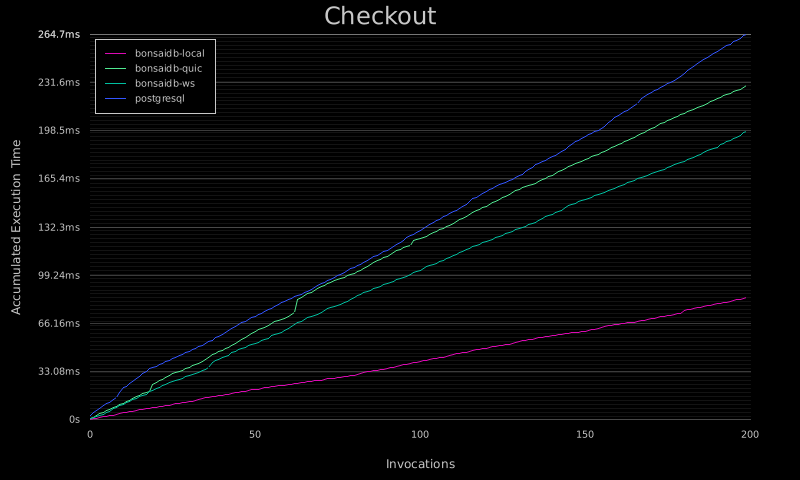 Checkout
264.7ms
bonsaidb-local
bonsaidb-quic
bonsaidb-ws
postgresql
231.6ms
198.5ms
165.4ms
132.3ms
99.24ms
66.16ms
33.08ms
0s
Accumulated Execution Time
0 50 100 150 200
Invocations